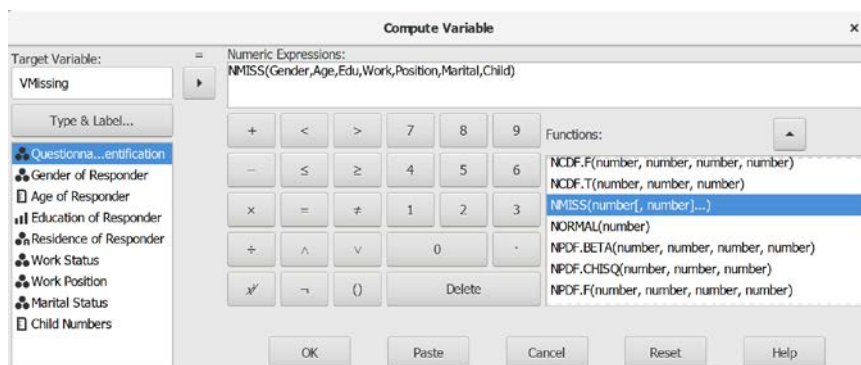 Compute Variable
×
Target Variable:
=
Numeric Expressions:
VMissing
NMISS(Gender,Age,Edu,Work,Position,Marital,Child)
Type & Label...
+ < > 7 8 9
Functions:
Questionna...entification
Gender of Responder
Age of Responder
Education of Responder
Residence of Responder
Work Status
Work Position
Marital Status
Child Numbers
− ≤ ≥ 4 5 6
× = ≠ 1 2 3
÷ ∧ ∨ 0 ·
xʸ ¬ () Delete
NCDF.F(number, number, number, number)
NCDF.T(number, number, number)
NMISS(number[, number]...)
NORMAL(number)
NPDF.BETA(number, number, number, number)
NPDF.CHISQ(number, number, number)
NPDF.F(number, number, number, number)
OK Paste Cancel Reset Help